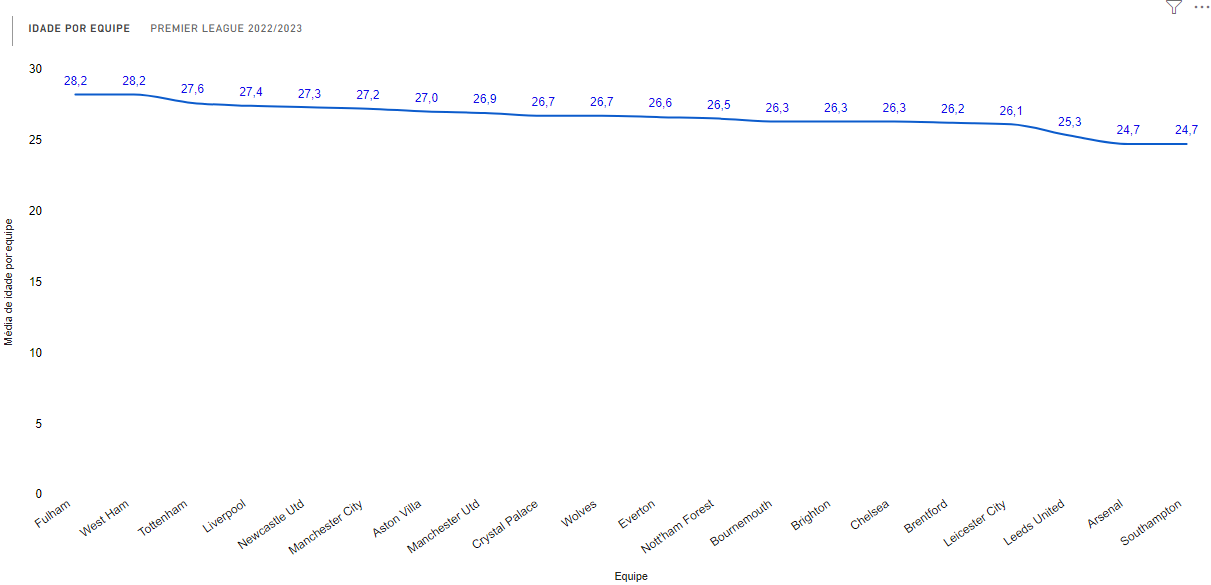 IDADE POR EQUIPE PREMIER LEAGUE 2022/2023
30
25
20
15
10
5
0
Média de idade por equipe
28,2 28,2 27,6 27,4 27,3 27,2 27,0 26,9 26,7 26,7 26,6 26,5 26,3 26,3 26,3 26,2 26,1 25,3 24,7 24,7
Fulham
West Ham
Tottenham
Liverpool
Newcastle Utd
Manchester City
Aston Villa
Manchester Utd
Crystal Palace
Wolves
Everton
Nott'ham Forest
Bournemouth
Brighton
Chelsea
Brentford
Leicester City
Leeds United
Arsenal
Southampton
Equipe